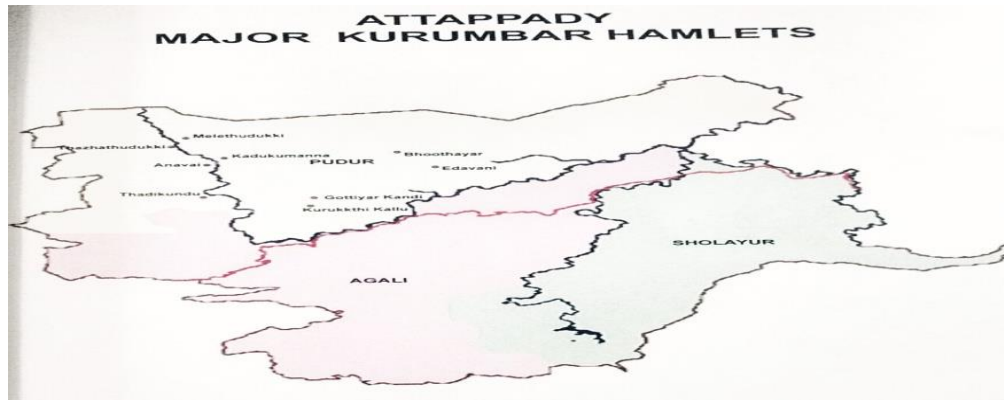 ATTAPPADY
MAJOR KURUMBAR HAMLETS
Melethudukki
Thazhathudukki
Bhoothayar
Kadukumanna
PUDUR
Anavai
Edavani
Thadikundu
Gottiyar Kandi
Kurukkthi Kallu
SHOLAYUR
AGALI